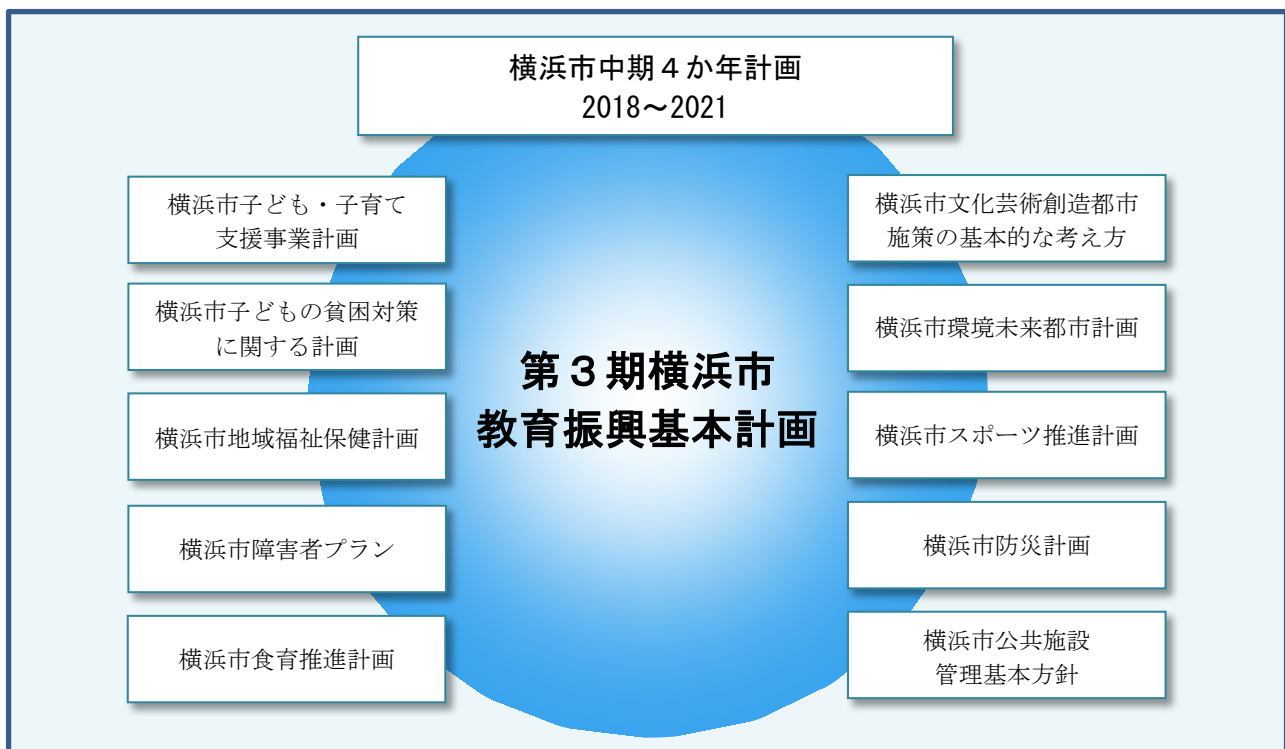 横浜市中期４か年計画
2018～2021
横浜市子ども・子育て
支援事業計画
横浜市子どもの貧困対策
に関する計画
横浜市地域福祉保健計画
横浜市障害者プラン
横浜市食育推進計画
第３期横浜市
教育振興基本計画
横浜市文化芸術創造都市
施策の基本的な考え方
横浜市環境未来都市計画
横浜市スポーツ推進計画
横浜市防災計画
横浜市公共施設
管理基本方針